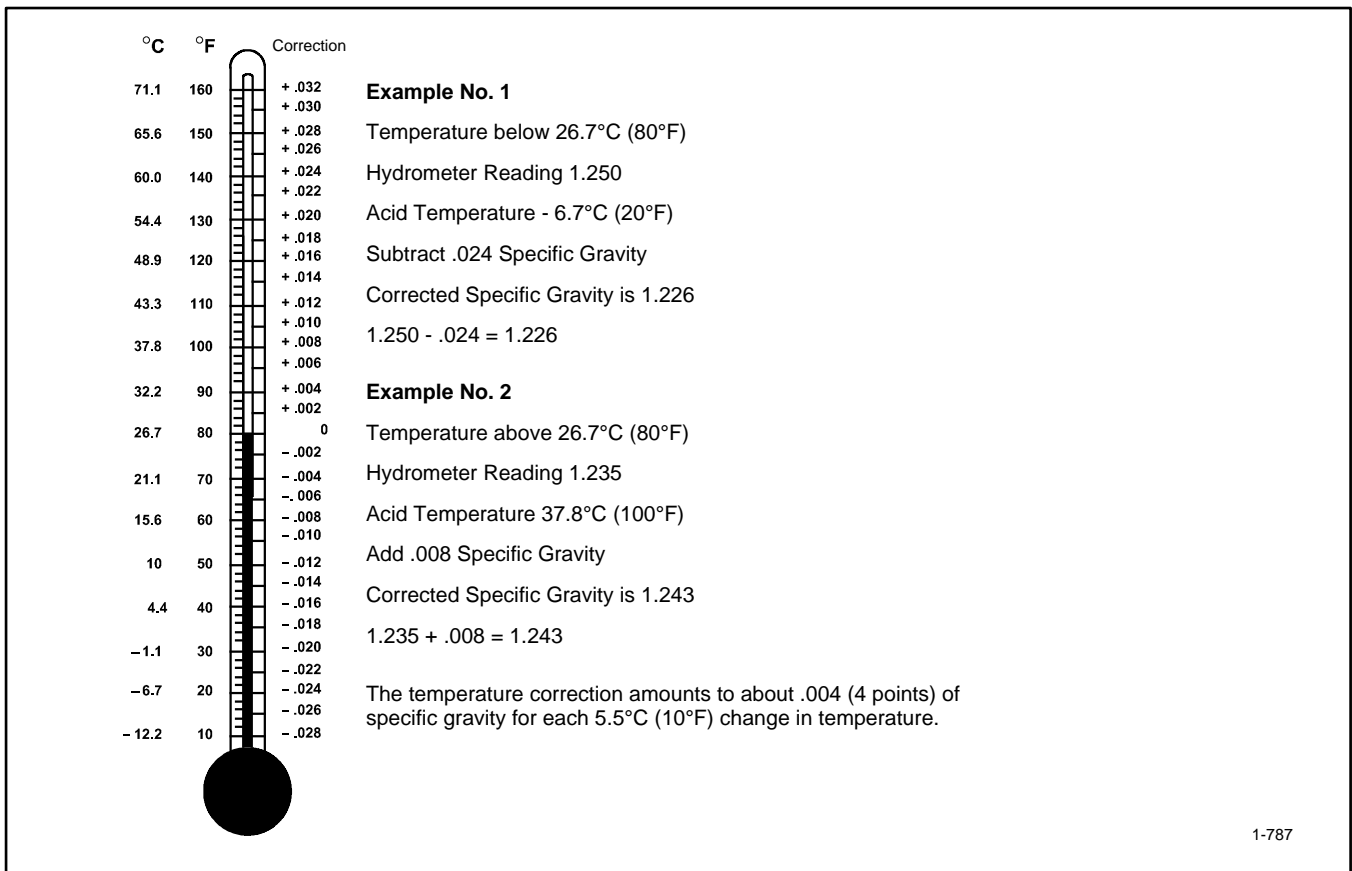 °C °F Correction
71.1 160 + .032
+ .030
65.6 150 + .028
+ .026
60.0 140 + .024
+ .022
54.4 130 + .020
+ .018
48.9 120 + .016
+ .014
43.3 110 + .012
+ .010
37.8 100 + .008
+ .006
32.2 90 + .004
+ .002
26.7 80 0
– .002
21.1 70 – .004
–. 006
15.6 60 – .008
– .010
10 50 – .012
– .014
4.4 40 – .016
– .018
–1.1 30 – .020
– .022
–6.7 20 – .024
– .026
– 12.2 10 – .028
Example No. 1
Temperature below 26.7°C (80°F)
Hydrometer Reading 1.250
Acid Temperature - 6.7°C (20°F)
Subtract .024 Specific Gravity
Corrected Specific Gravity is 1.226
1.250 - .024 = 1.226
Example No. 2
Temperature above 26.7°C (80°F)
Hydrometer Reading 1.235
Acid Temperature 37.8°C (100°F)
Add .008 Specific Gravity
Corrected Specific Gravity is 1.243
1.235 + .008 = 1.243
The temperature correction amounts to about .004 (4 points) of
specific gravity for each 5.5°C (10°F) change in temperature.
1-787